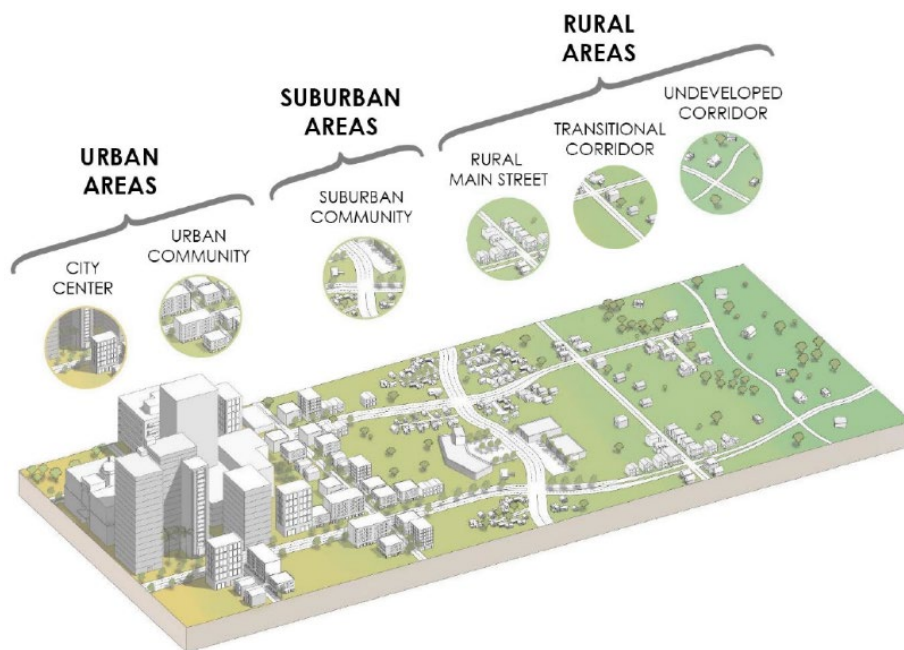 URBAN
AREAS
CITY
CENTER
URBAN
COMMUNITY
SUBURBAN
AREAS
SUBURBAN
COMMUNITY
RURAL
AREAS
RURAL
MAIN STREET
TRANSITIONAL
CORRIDOR
UNDEVELOPED
CORRIDOR